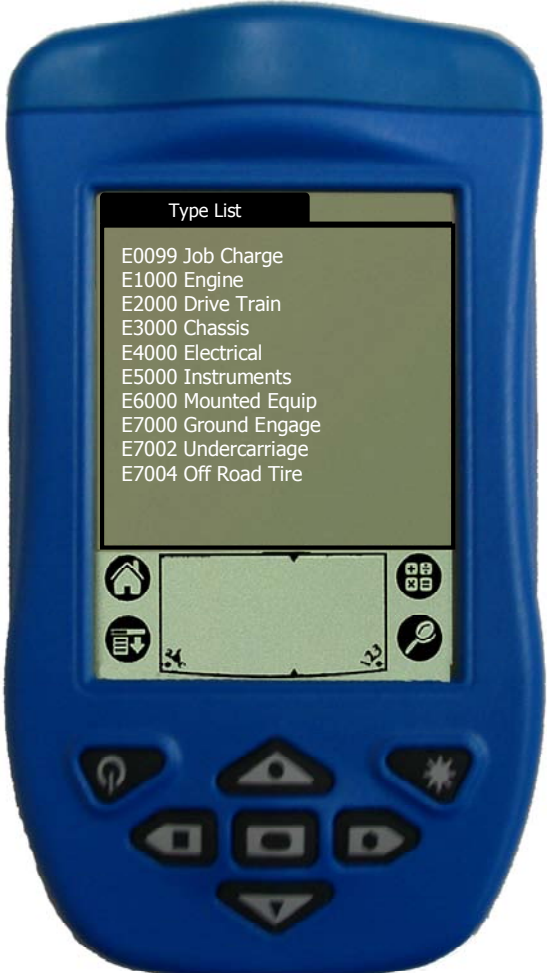 Type List
E0099 Job Charge
E1000 Engine
E2000 Drive Train
E3000 Chassis
E4000 Electrical
E5000 Instruments
E6000 Mounted Equip
E7000 Ground Engage
E7002 Undercarriage
E7004 Off Road Tire
123